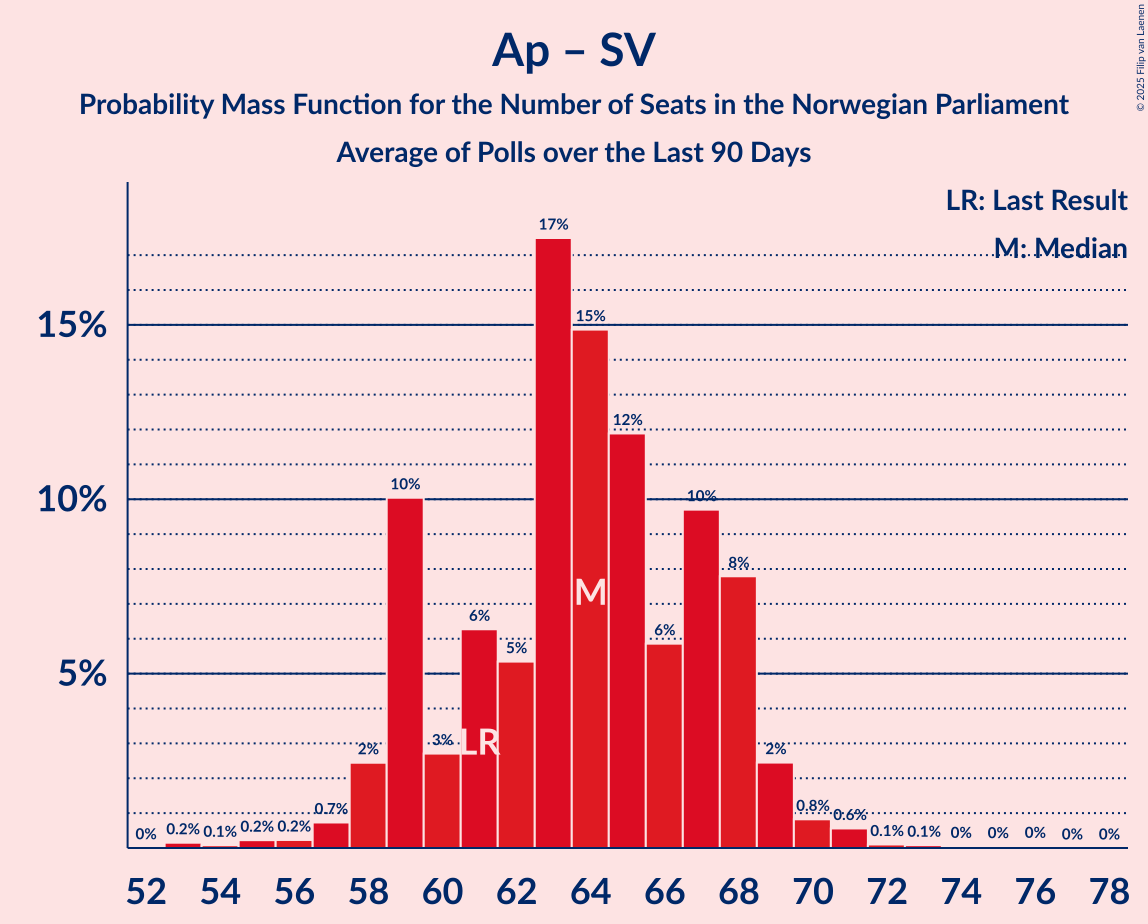 Ap – SV
Probability Mass Function for the Number of Seats in the Norwegian Parliament
Average of Polls over the Last 90 Days
© 2025 Filip van Laenen
LR: Last Result
M: Median
15%
10%
5%
0% 0.2% 0.1% 0.2% 0.2% 0.7% 2% 10% 3% 6% 5% 17% 15% 12% 6% 10% 8% 2% 0.8% 0.6% 0.1% 0.1% 0% 0% 0% 0% 0%
LR
M
52 54 56 58 60 62 64 66 68 70 72 74 76 78